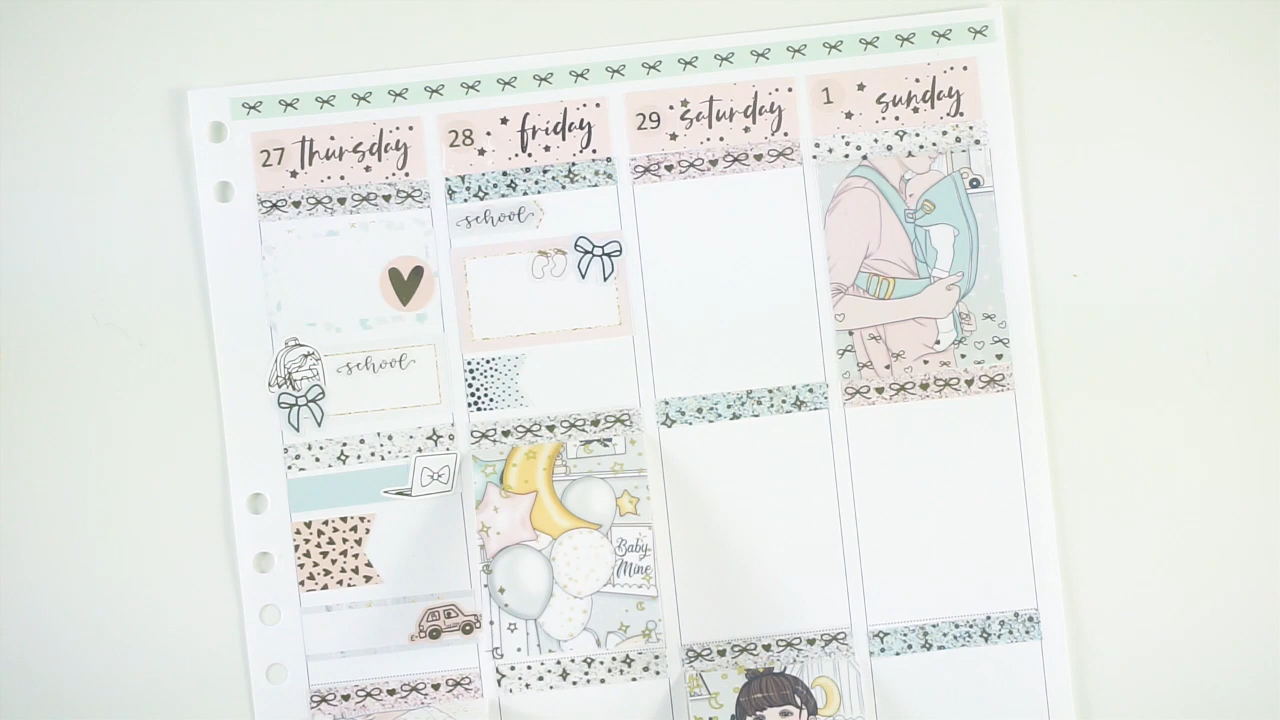 27 thursday
28 friday
29 saturday
1 sunday
school
school
Baby
Mine